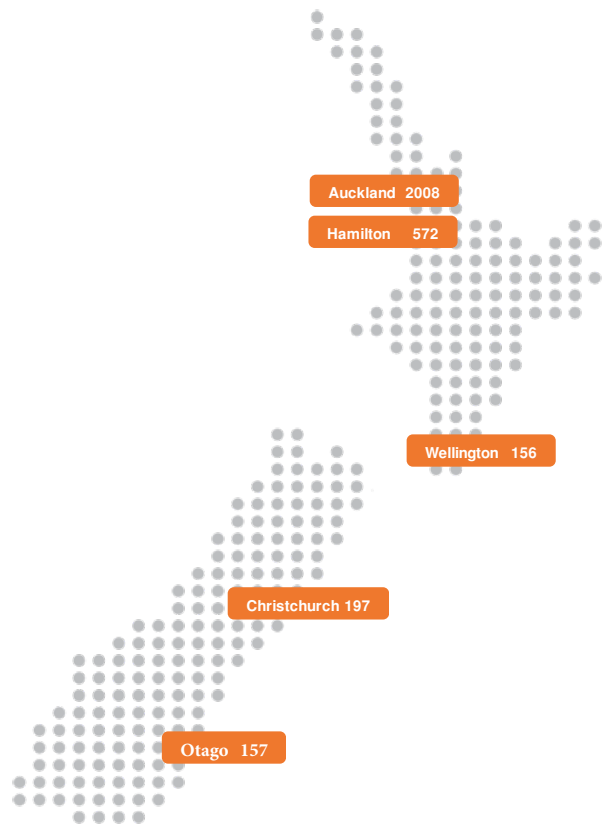 Auckland 2008
Hamilton 572
Wellington 156
Christchurch 197
Otago 157